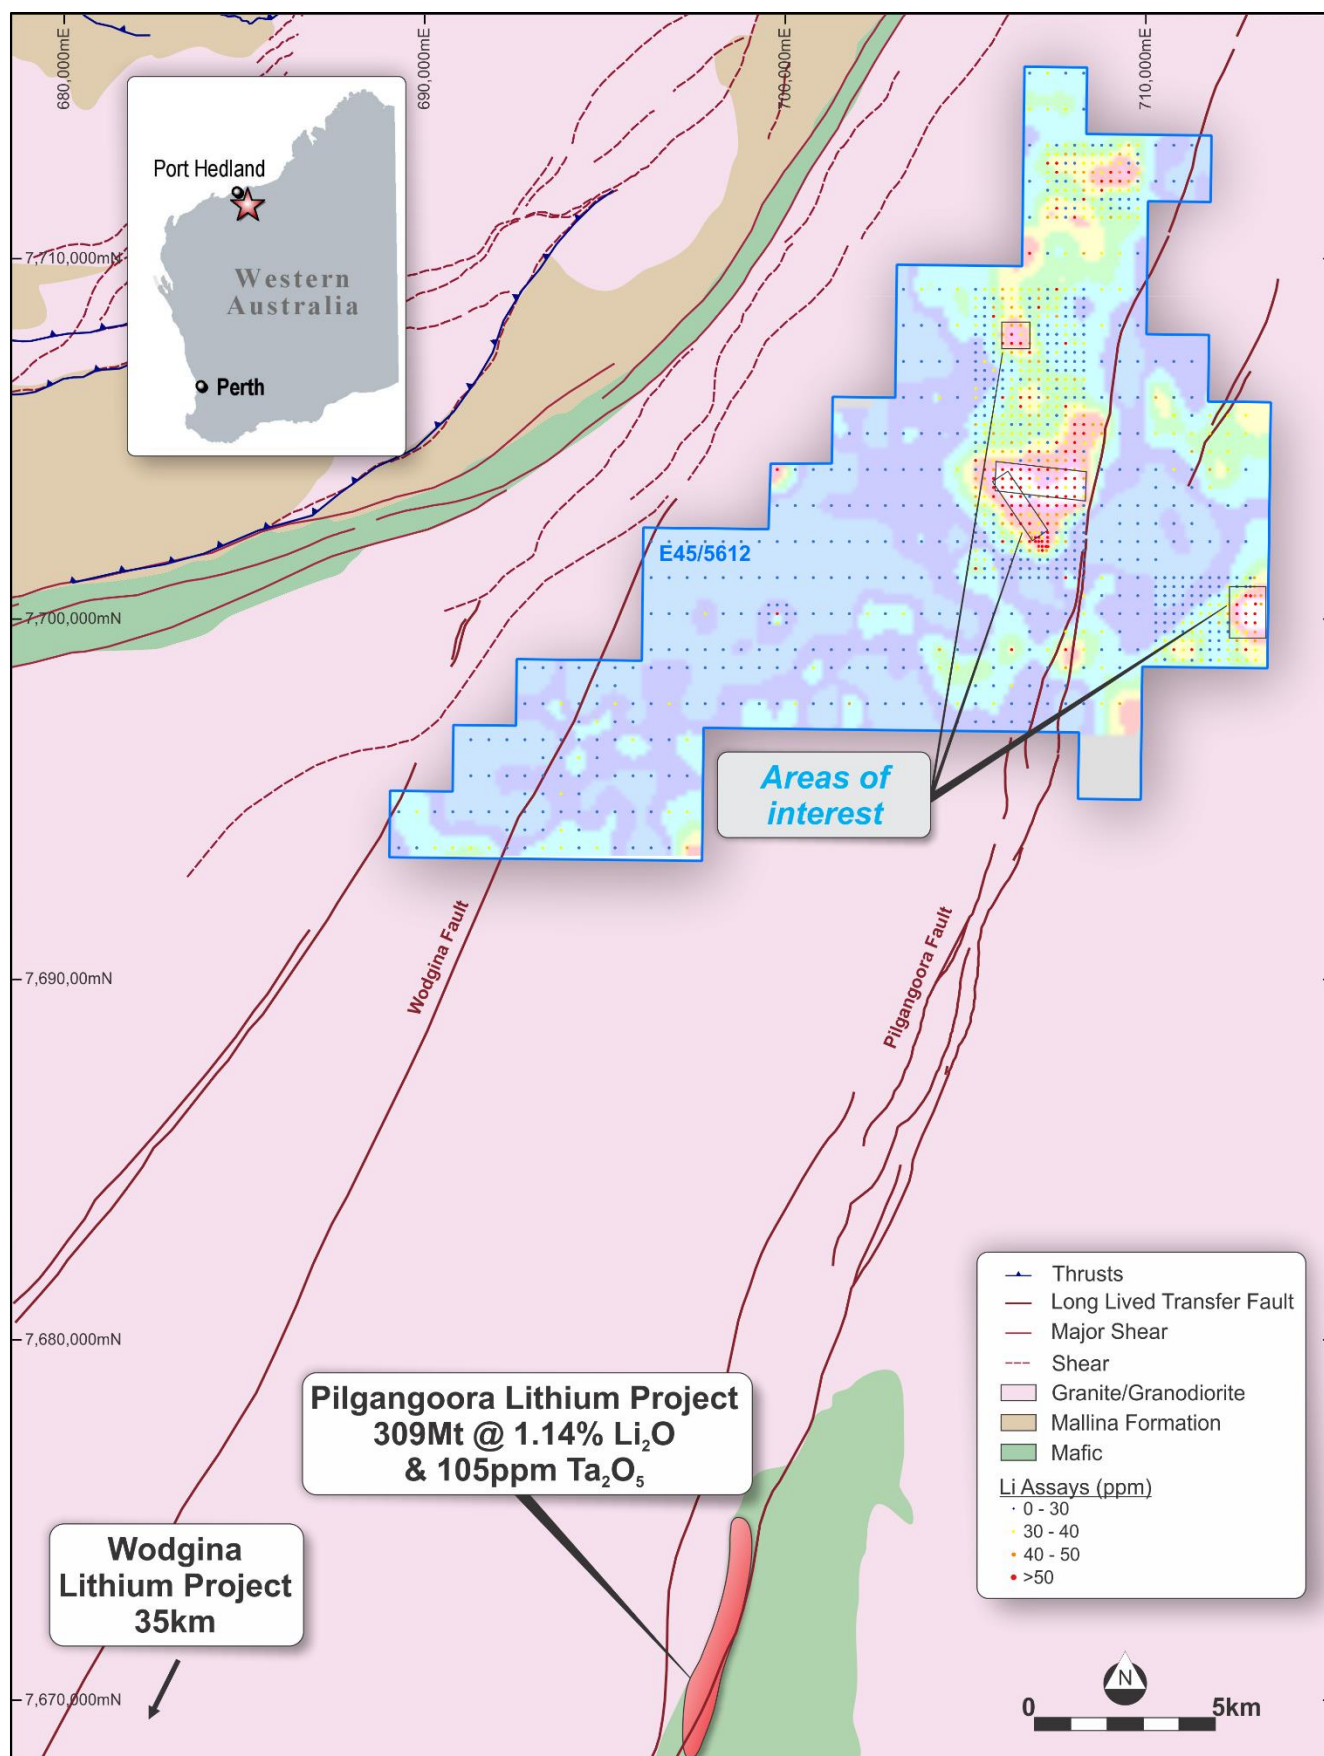 680,000mE
690,000mE
700,000mE
710,000mE
Port Hedland
Western
Australia
Perth
7,710,000mN
E45/5612
7,700,000mN
Areas of
interest
Wodgina Fault
Pilgangoora Fault
7,690,00mN
7,680,000mN
Thrusts
Long Lived Transfer Fault
Major Shear
Shear
Granite/Granodiorite
Mallina Formation
Mafic
Li Assays (ppm)
0 - 30
30 - 40
40 - 50
>50
Pilgangoora Lithium Project
309Mt @ 1.14% Li₂O
& 105ppm Ta₂O₅
Wodgina
Lithium Project
35km
7,670,000mN
N
0 5km